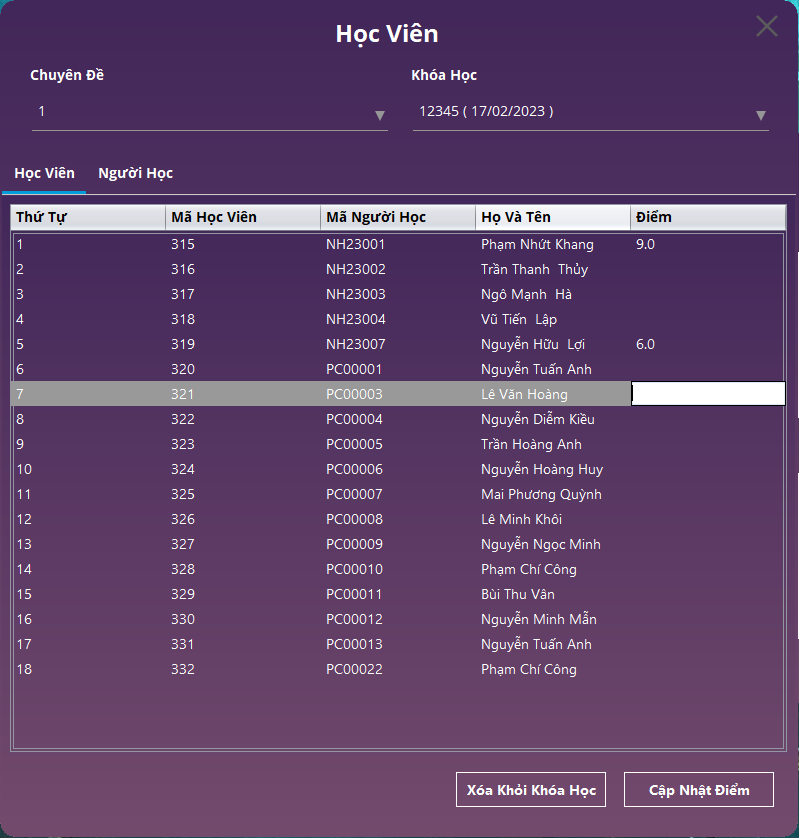 Học Viên
Chuyên Đề Khóa Học
1 12345 ( 17/02/2023 )
Học Viên Người Học
Thứ Tự Mã Học Viên Mã Người Học Họ Và Tên Điểm
1 315 NH23001 Phạm Nhứt Khang 9.0
2 316 NH23002 Trần Thanh  Thủy
3 317 NH23003 Ngô Mạnh  Hà
4 318 NH23004 Vũ Tiến  Lập
5 319 NH23007 Nguyễn Hữu  Lợi 6.0
6 320 PC00001 Nguyễn Tuấn Anh
7 321 PC00003 Lê Văn Hoàng
8 322 PC00004 Nguyễn Diễm Kiều
9 323 PC00005 Trần Hoàng Anh
10 324 PC00006 Nguyễn Hoàng Huy
11 325 PC00007 Mai Phương Quỳnh
12 326 PC00008 Lê Minh Khôi
13 327 PC00009 Nguyễn Ngọc Minh
14 328 PC00010 Phạm Chí Công
15 329 PC00011 Bùi Thu Vân
16 330 PC00012 Nguyễn Minh Mẫn
17 331 PC00013 Nguyễn Tuấn Anh
18 332 PC00022 Phạm Chí Công
Xóa Khỏi Khóa Học Cập Nhật Điểm